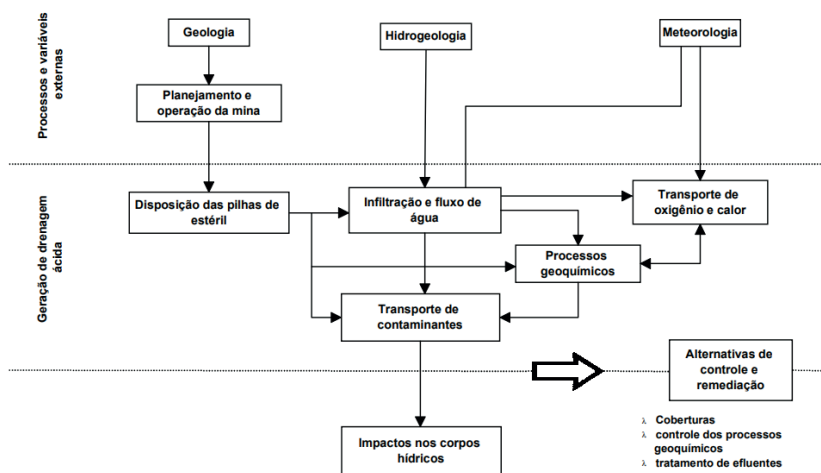 Processos e variáveis
externas
Geologia
Hidrogeologia
Meteorologia
Planejamento e
operação da mina
Geração de drenagem
ácida
Disposição das pilhas de
estéril
Infiltração e fluxo de
água
Transporte de
oxigênio e calor
Processos
geoquímicos
Transporte de
contaminantes
Alternativas de
controle e
remediação
Impactos nos corpos
hídricos
λ Coberturas
λ controle dos processos
geoquímicos
λ tratamento de efluentes